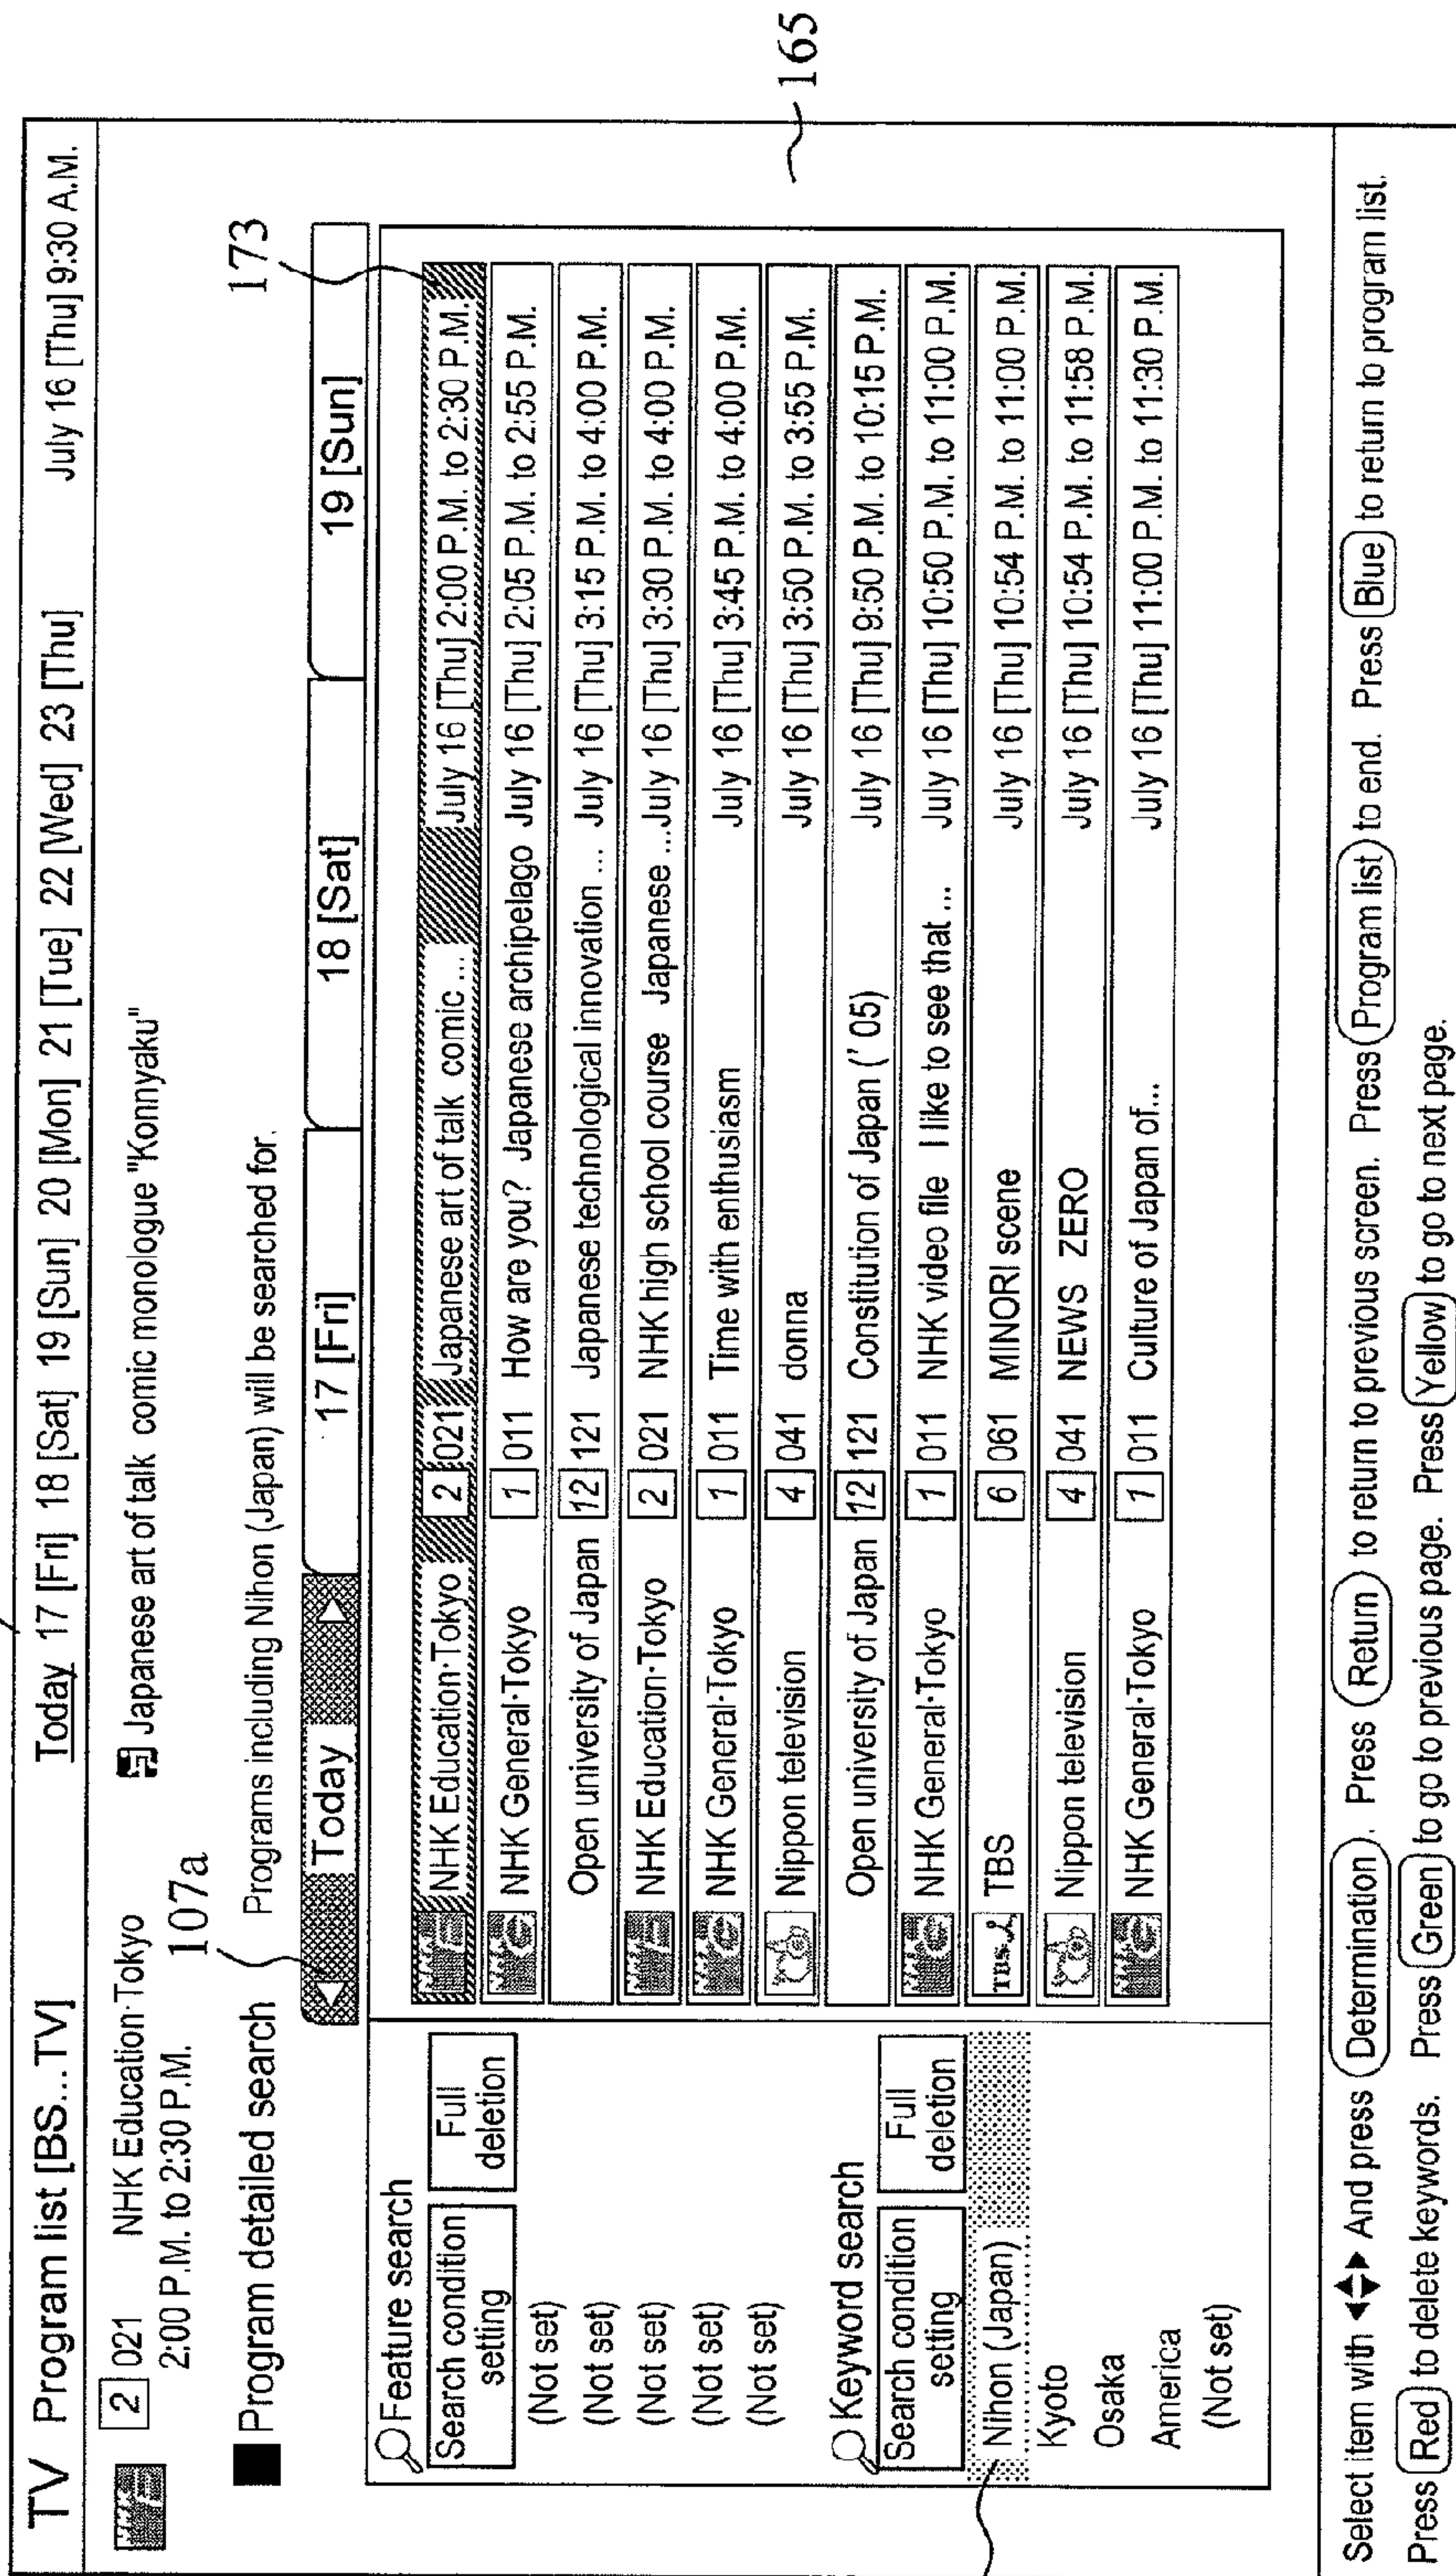 TV Program list [BS...TV] Today 17 [Fri] 18 [Sat] 19 [Sun] 20 [Mon] 21 [Tue] 22 [Wed] 23 [Thu] July 16 [Thu] 9:30 A.M.
2 021 NHK Education·Tokyo Japanese art of talk comic monologue "Konnyaku"
2:00 P.M. to 2:30 P.M.
107a
Program detailed search Programs including Nihon (Japan) will be searched for.
173
Today 17 [Fri] 18 [Sat] 19 [Sun]
Feature search
Search condition setting
Full deletion
(Not set)
(Not set)
(Not set)
(Not set)
(Not set)
Keyword search
Search condition setting
Full deletion
Nihon (Japan)
Kyoto
Osaka
America
(Not set)
NHK Education·Tokyo 2 021 Japanese art of talk comic ... July 16 [Thu] 2:00 P.M. to 2:30 P.M.
NHK General·Tokyo 1 011 How are you? Japanese archipelago July 16 [Thu] 2:05 P.M. to 2:55 P.M.
Open university of Japan 12 121 Japanese technological innovation ... July 16 [Thu] 3:15 P.M. to 4:00 P.M.
NHK Education·Tokyo 2 021 NHK high school course Japanese ... July 16 [Thu] 3:30 P.M. to 4:00 P.M.
NHK General·Tokyo 1 011 Time with enthusiasm July 16 [Thu] 3:45 P.M. to 4:00 P.M.
Nippon television 4 041 donna July 16 [Thu] 3:50 P.M. to 3:55 P.M.
Open university of Japan 12 121 Constitution of Japan (' 05) July 16 [Thu] 9:50 P.M. to 10:15 P.M.
NHK General·Tokyo 1 011 NHK video file I like to see that ... July 16 [Thu] 10:50 P.M. to 11:00 P.M.
TBS TBS 6 061 MINORI scene July 16 [Thu] 10:54 P.M. to 11:00 P.M.
Nippon television 4 041 NEWS ZERO July 16 [Thu] 10:54 P.M. to 11:58 P.M.
NHK General·Tokyo 1 011 Culture of Japan of... July 16 [Thu] 11:00 P.M. to 11:30 P.M.
165
Select item with And press Determination. Press Return to return to previous screen. Press Program list to end. Press Blue to return to program list.
Press Red to delete keywords. Press Green to go to previous page. Press Yellow to go to next page.